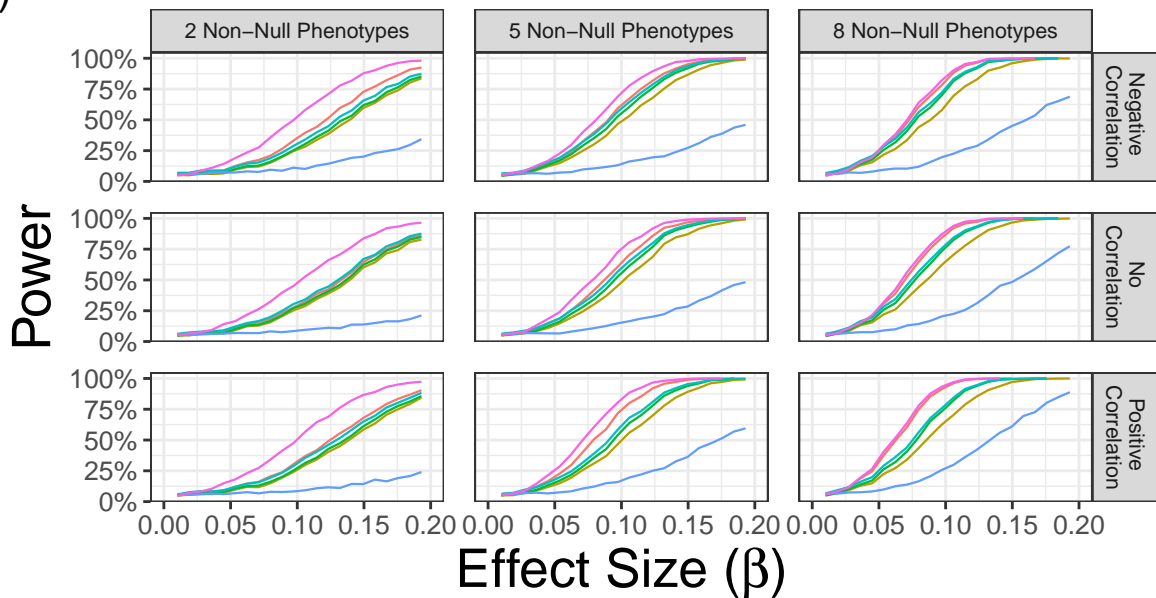 )
2 Non−Null Phenotypes
5 Non−Null Phenotypes
8 Non−Null Phenotypes
Power
100%
75%
50%
25%
0%
Negative
Correlation
100%
75%
50%
25%
0%
No
Correlation
100%
75%
50%
25%
0%
Positive
Correlation
0.00 0.05 0.10 0.15 0.20
0.00 0.05 0.10 0.15 0.20
0.00 0.05 0.10 0.15 0.20
Effect Size (β)